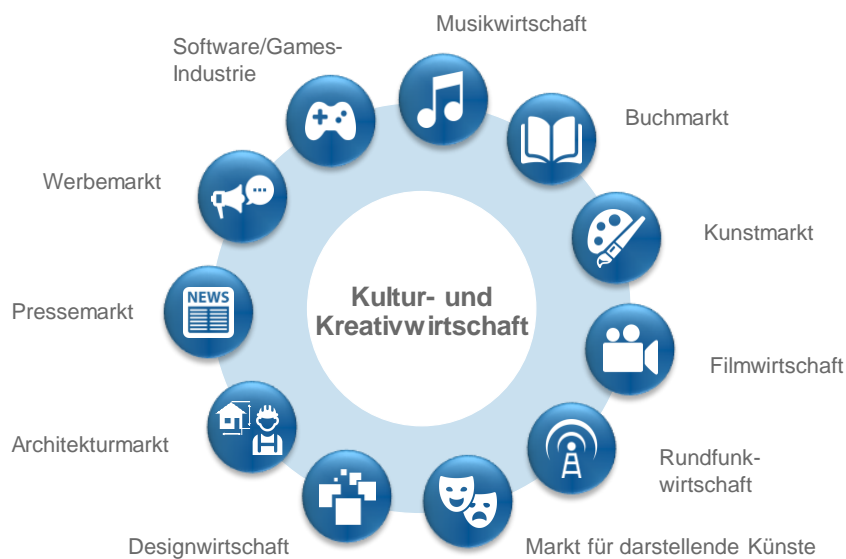 Musikwirtschaft
Software/Games-
Industrie
Buchmarkt
Werbemarkt
Kunstmarkt
Pressemarkt
NEWS
Kultur- und
Kreativwirtschaft
Filmwirtschaft
Architekturmarkt
Rundfunk-
wirtschaft
Designwirtschaft
Markt für darstellende Künste